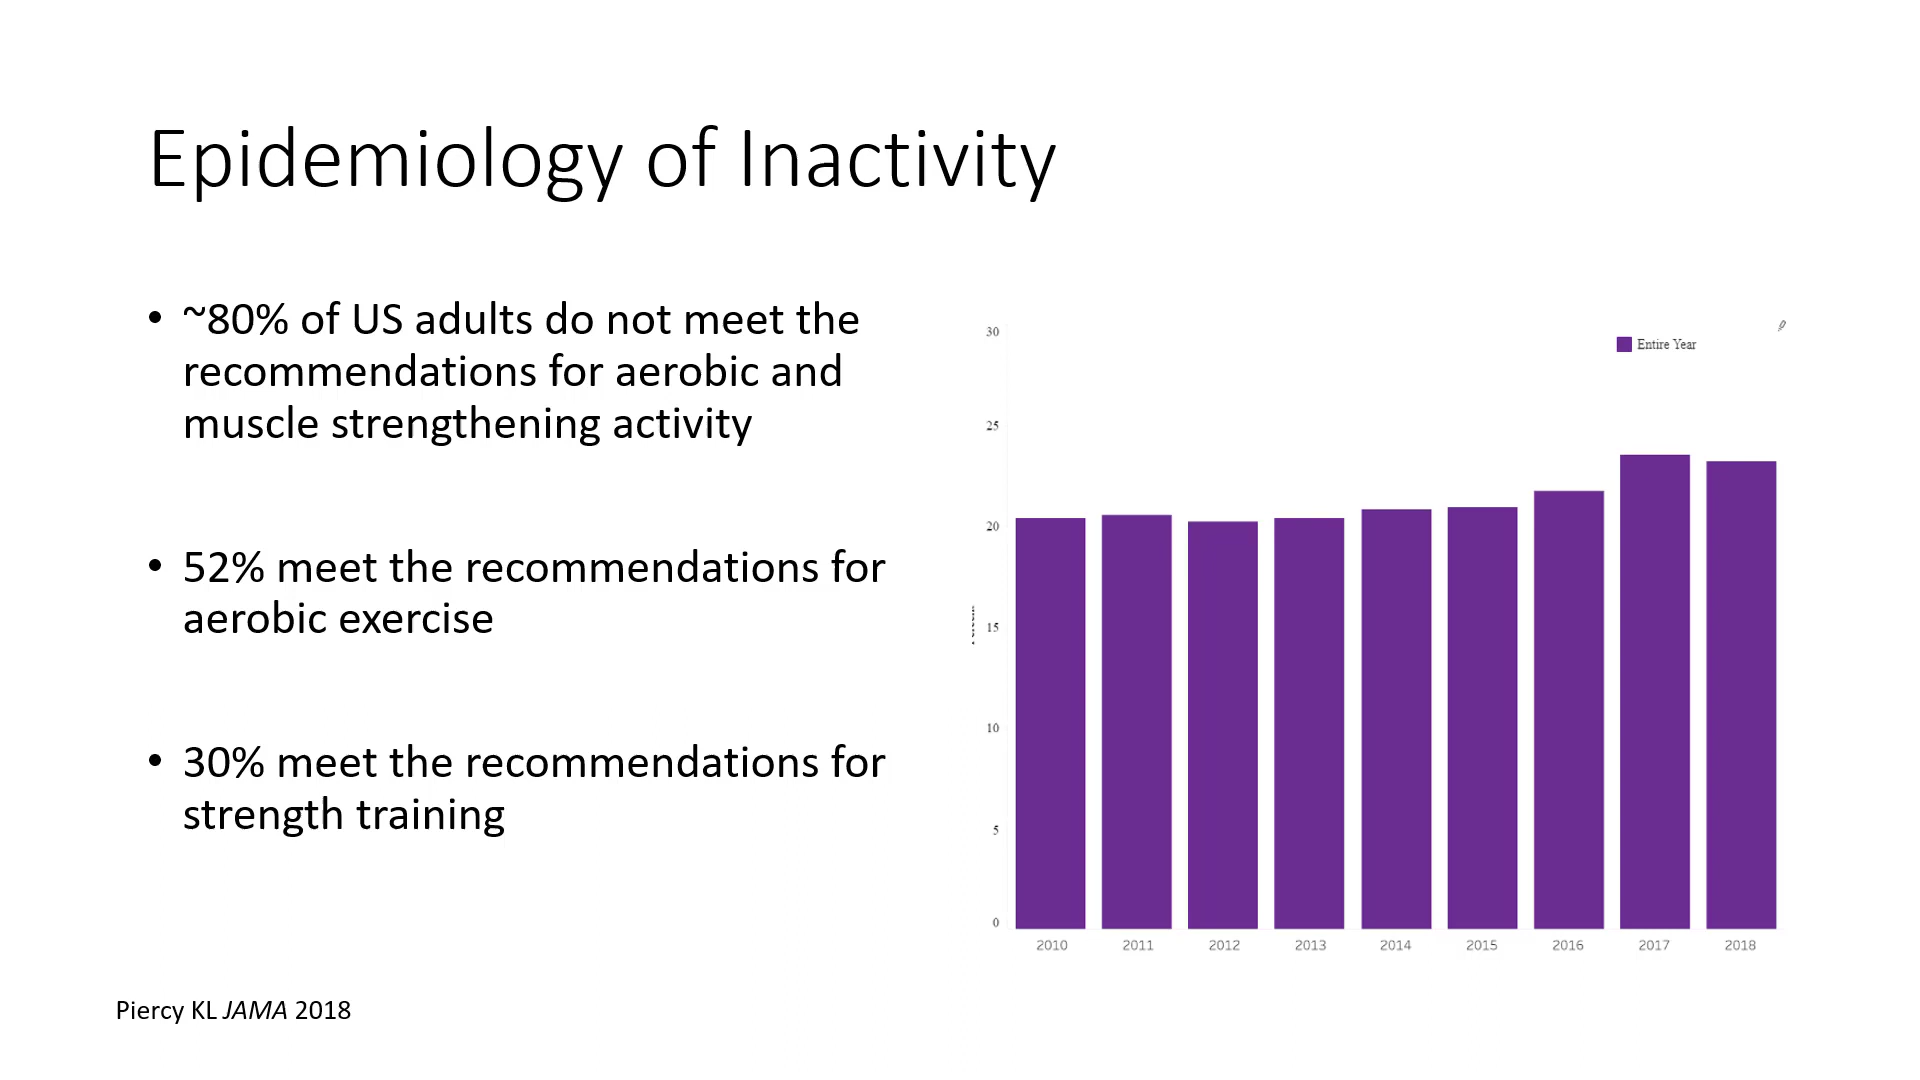 Epidemiology of Inactivity
• ~80% of US adults do not meet the
recommendations for aerobic and
muscle strengthening activity
• 52% meet the recommendations for
aerobic exercise
• 30% meet the recommendations for
strength training
Piercy KL JAMA 2018
Entire Year
30
25
20
15
10
5
0
2010 2011 2012 2013 2014 2015 2016 2017 2018